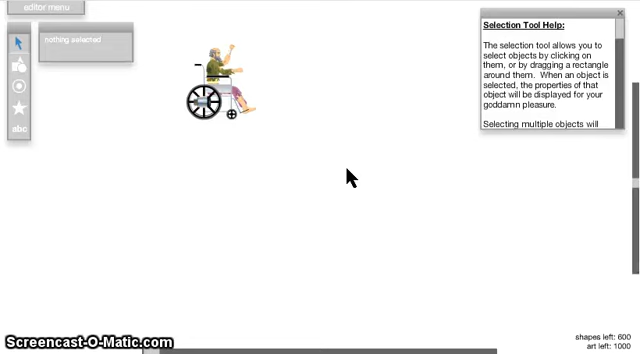 editor menu
nothing selected
abc
Selection Tool Help:
The selection tool allows you to
select objects by clicking on
them, or by dragging a rectangle
around them. When an object is
selected, the properties of that
object will be displayed for your
goddamn pleasure.
Selecting multiple objects will
shapes left: 600
art left: 1000
Screencast-O-Matic.com